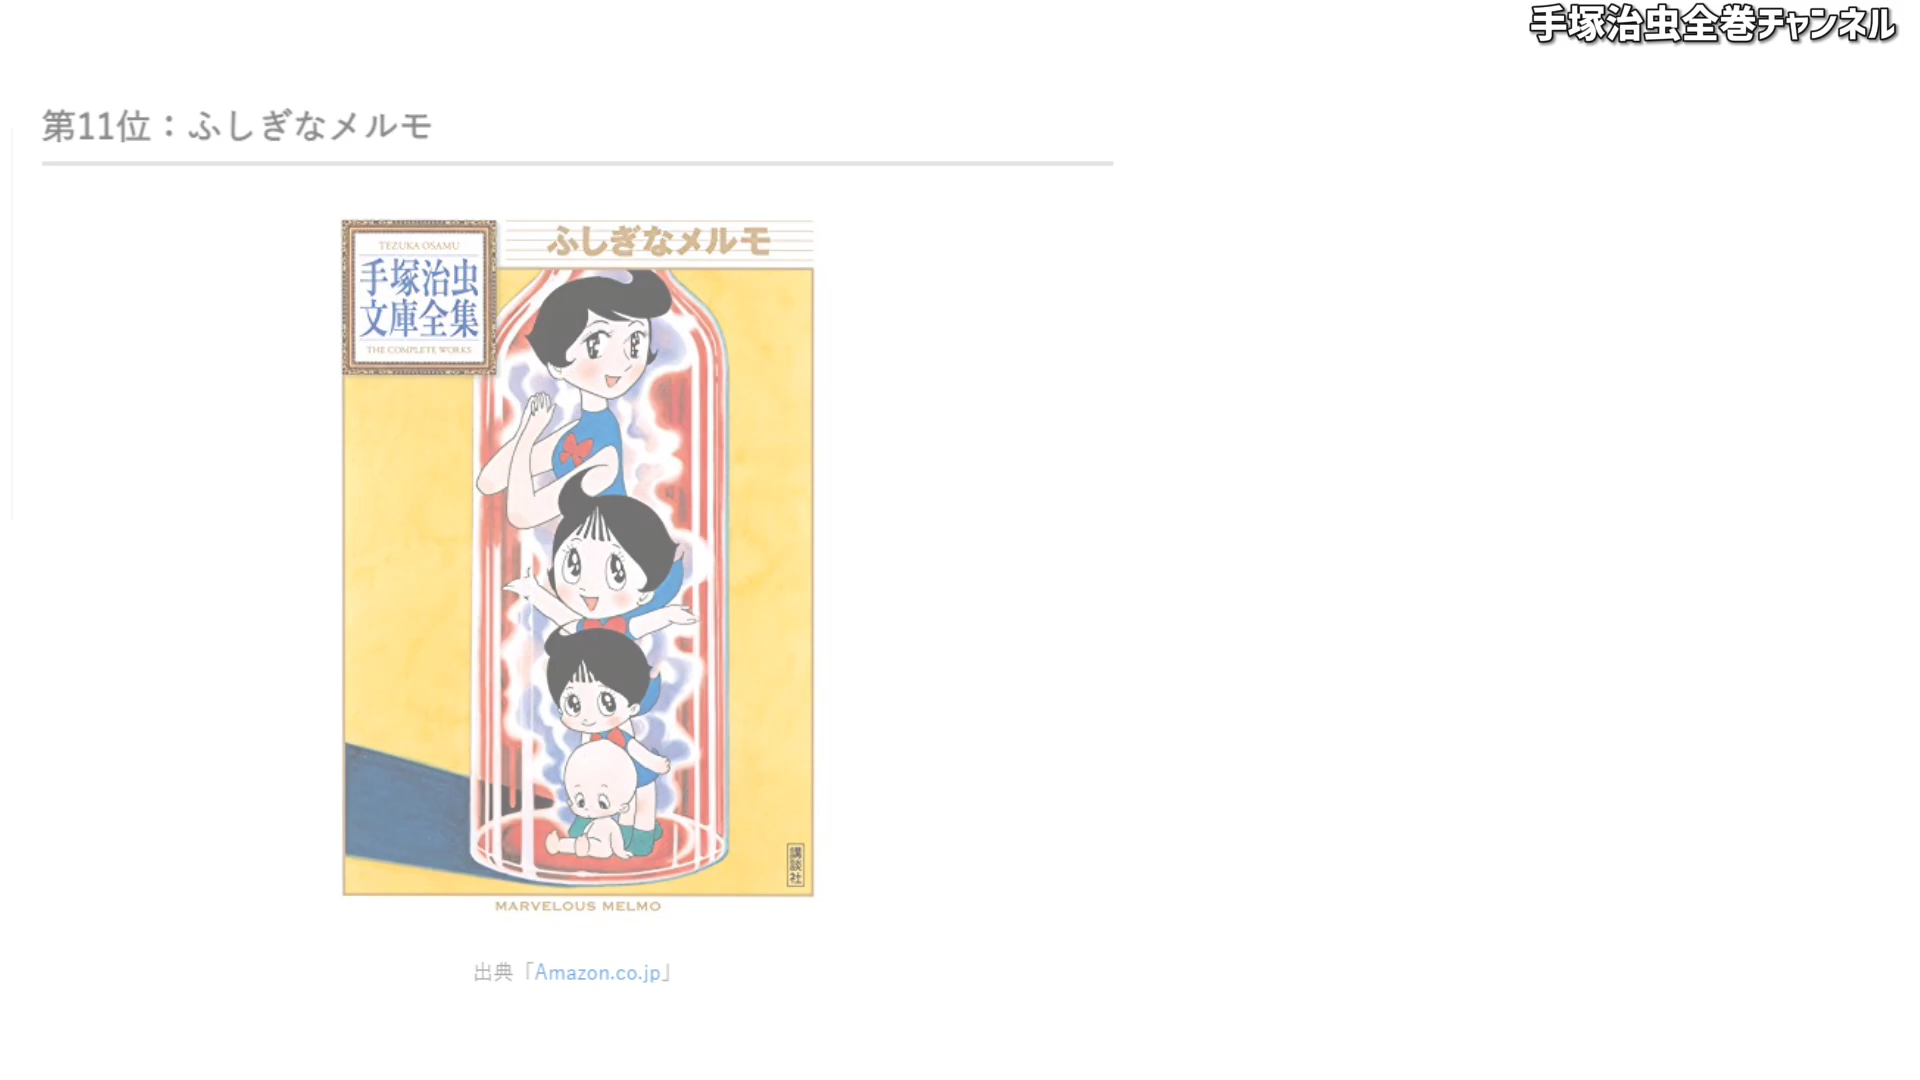 手塚治虫全巻チャンネル
第11位：ふしぎなメルモ
TEZUKA OSAMU
手塚治虫
文庫全集
THE COMPLETE WORKS
ふしぎなメルモ
講談社
MARVELOUS MELMO
出典「Amazon.co.jp」